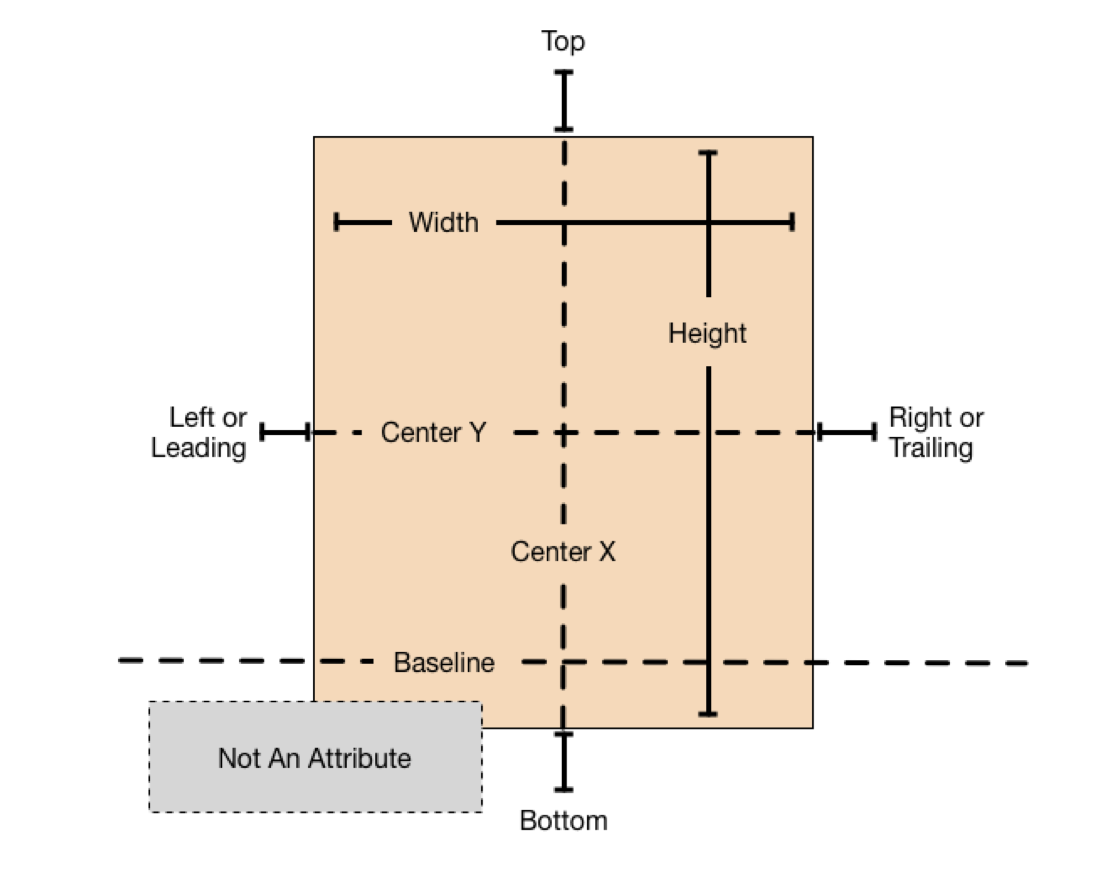 Top
Width
Height
Left or
Leading
Center Y
Right or
Trailing
Center X
Baseline
Not An Attribute
Bottom